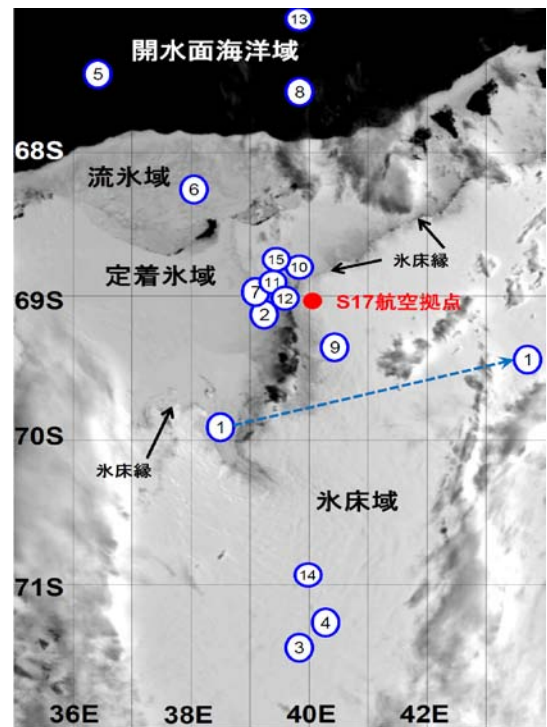 ⑬
開水面海洋域
⑤
⑧
68S
流氷域
⑥
氷床縁
⑮
⑩
定着氷域
⑪
⑦
⑫
69S
S17航空拠点
②
⑨
①
①
70S
氷床縁
氷床域
⑭
71S
④
③
36E 38E 40E 42E